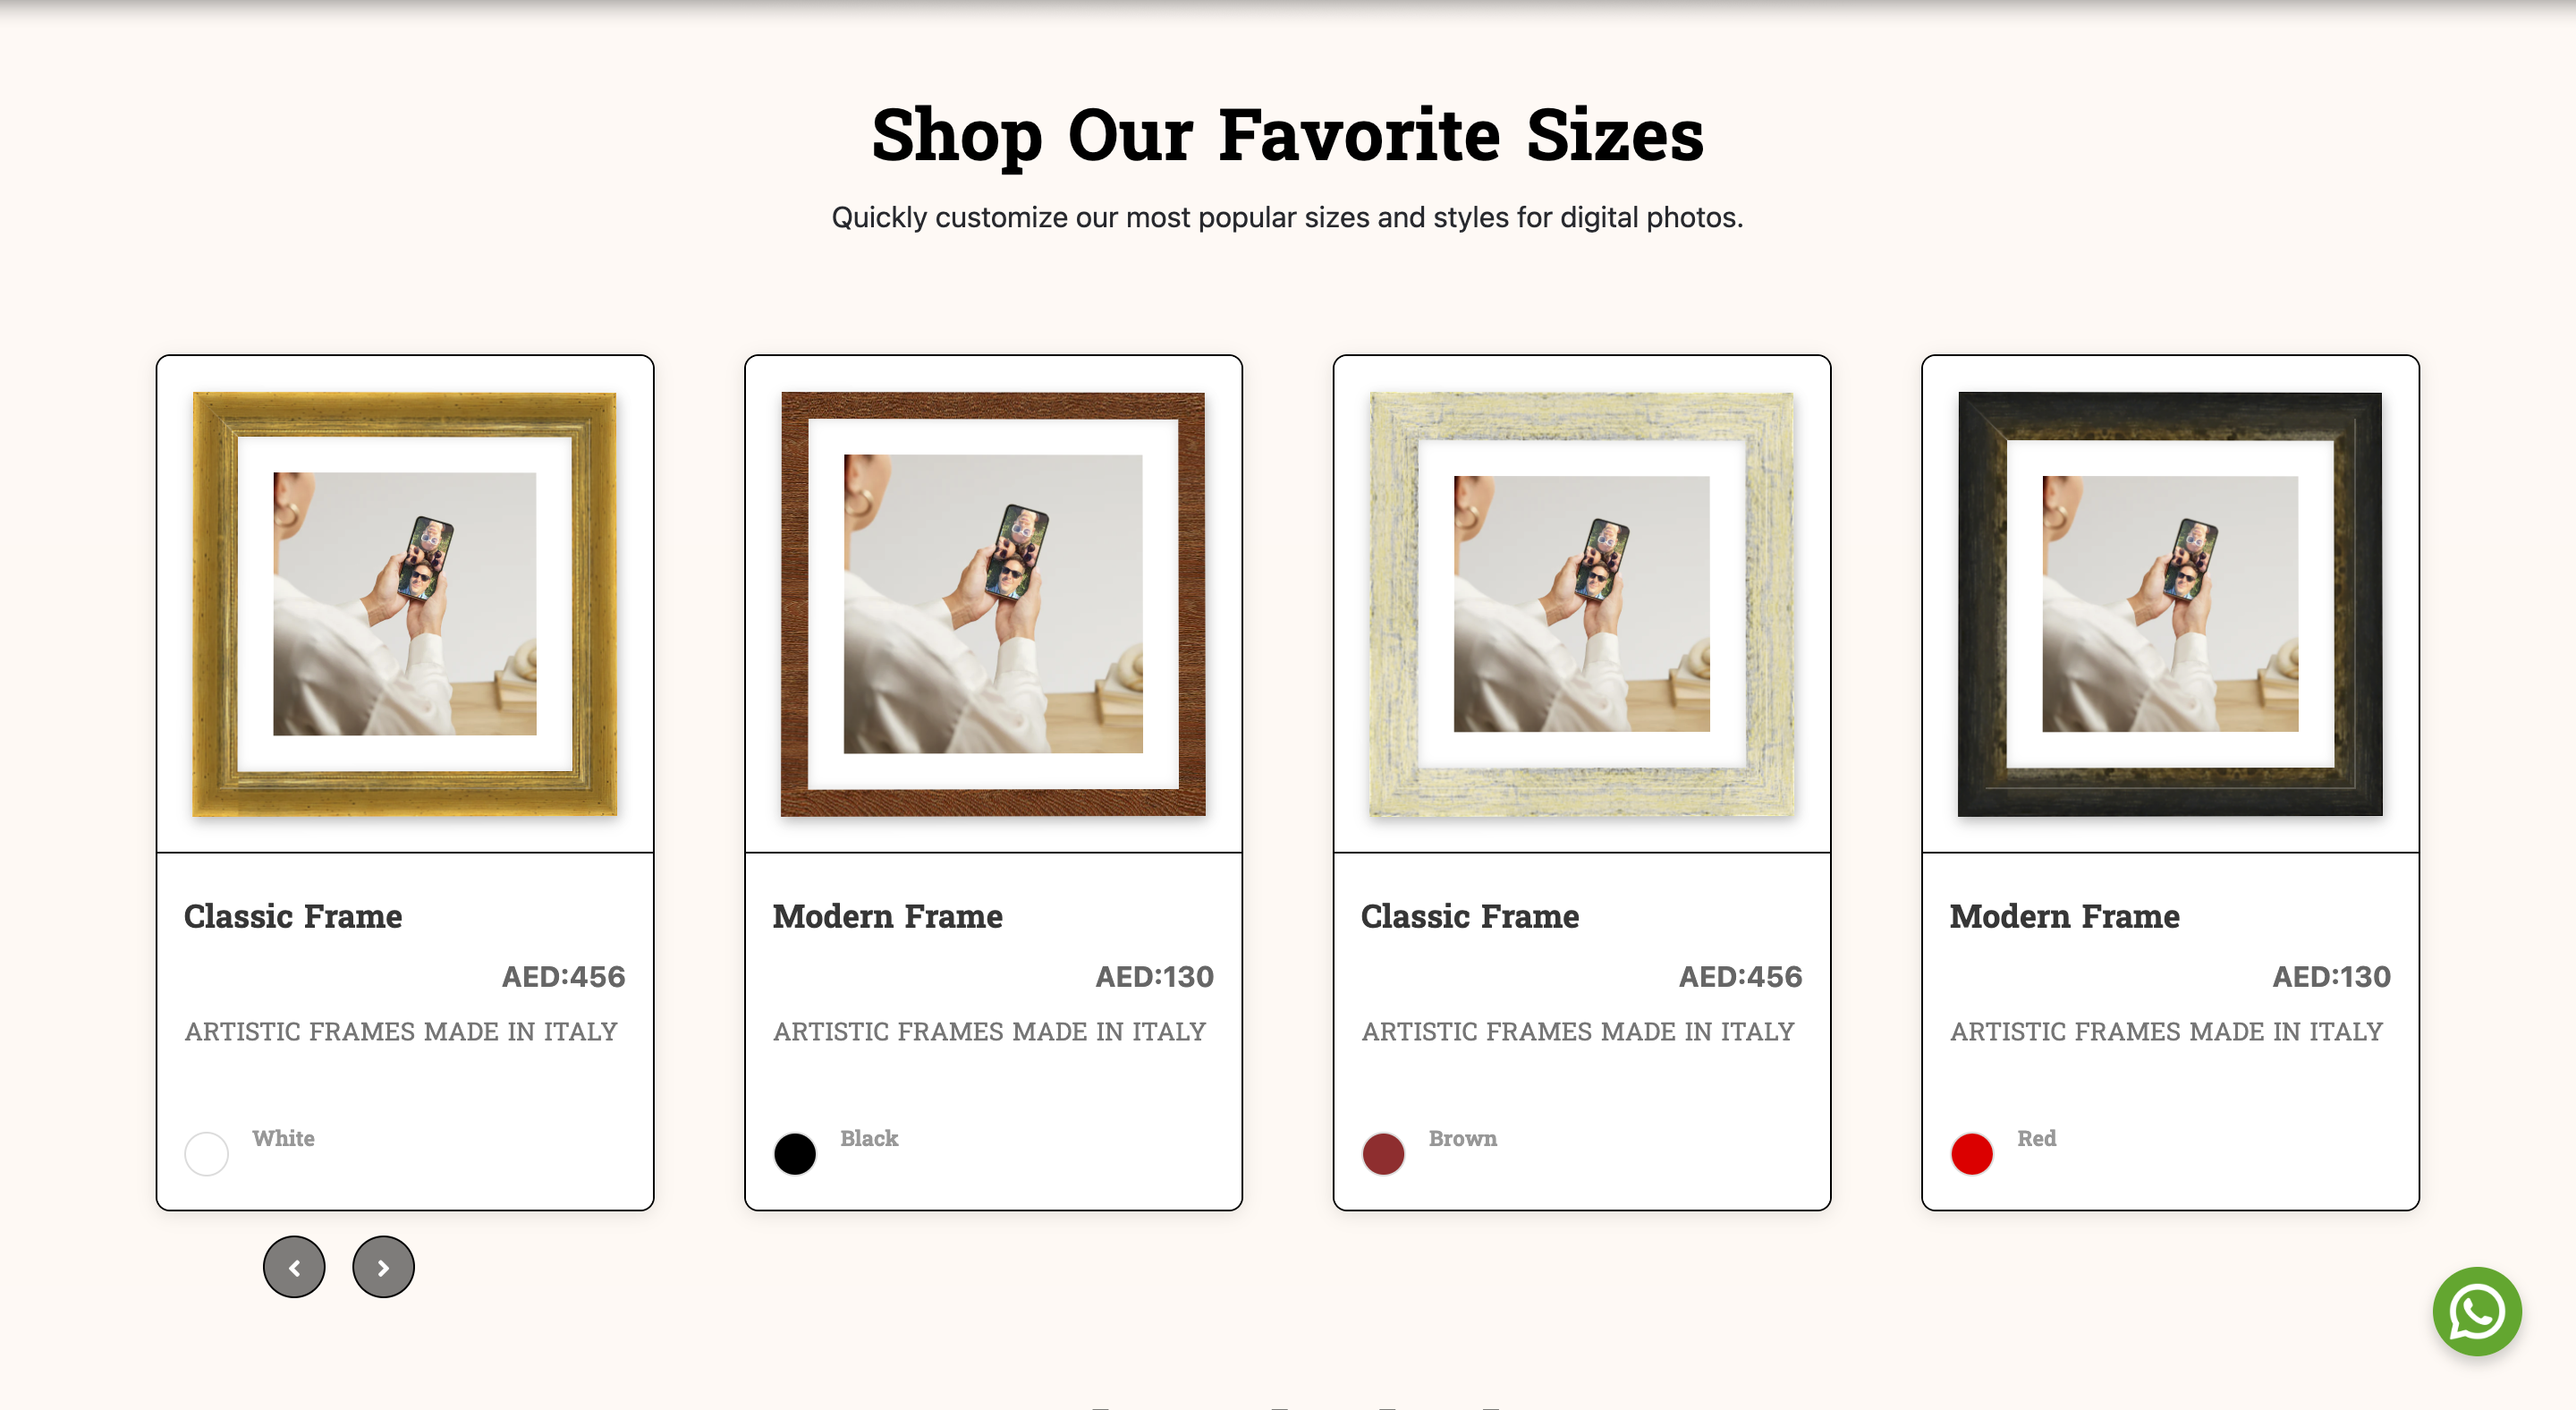 Shop Our Favorite Sizes
Quickly customize our most popular sizes and styles for digital photos.
Classic Frame
AED:456
ARTISTIC FRAMES MADE IN ITALY
White
Modern Frame
AED:130
ARTISTIC FRAMES MADE IN ITALY
Black
Classic Frame
AED:456
ARTISTIC FRAMES MADE IN ITALY
Brown
Modern Frame
AED:130
ARTISTIC FRAMES MADE IN ITALY
Red